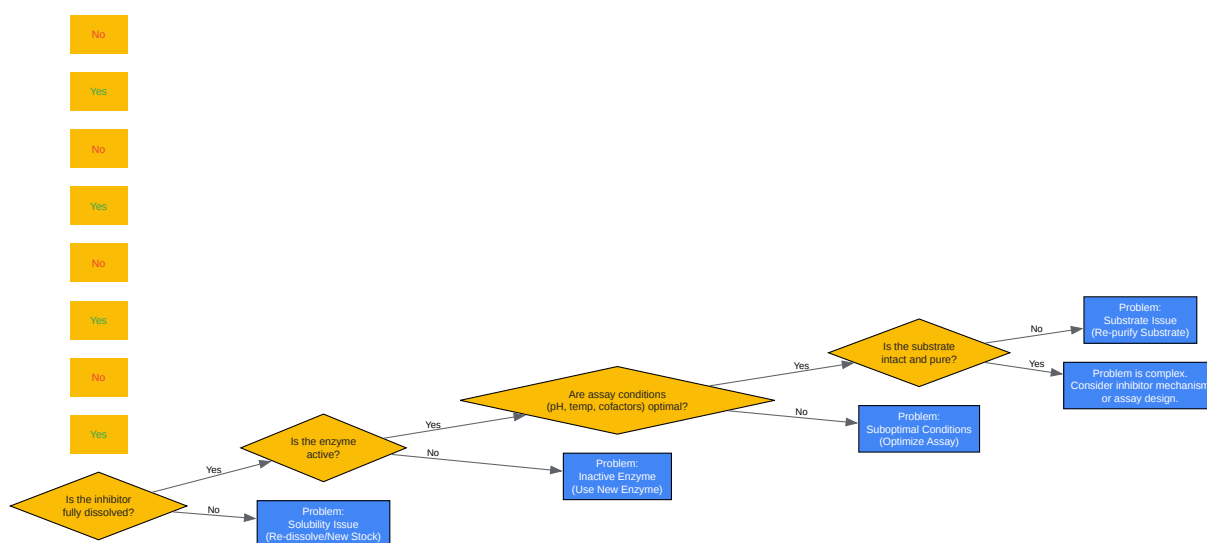 No
Yes
No
Yes
No
Yes
No
Yes
Is the inhibitor
fully dissolved?
Yes
No
Problem:
Solubility Issue
(Re-dissolve/New Stock)
Is the enzyme
active?
Yes
No
Problem:
Inactive Enzyme
(Use New Enzyme)
Are assay conditions
(pH, temp, cofactors) optimal?
Yes
No
Problem:
Suboptimal Conditions
(Optimize Assay)
Is the substrate
intact and pure?
No
Yes
Problem:
Substrate Issue
(Re-purify Substrate)
Problem is complex.
Consider inhibitor mechanism
or assay design.